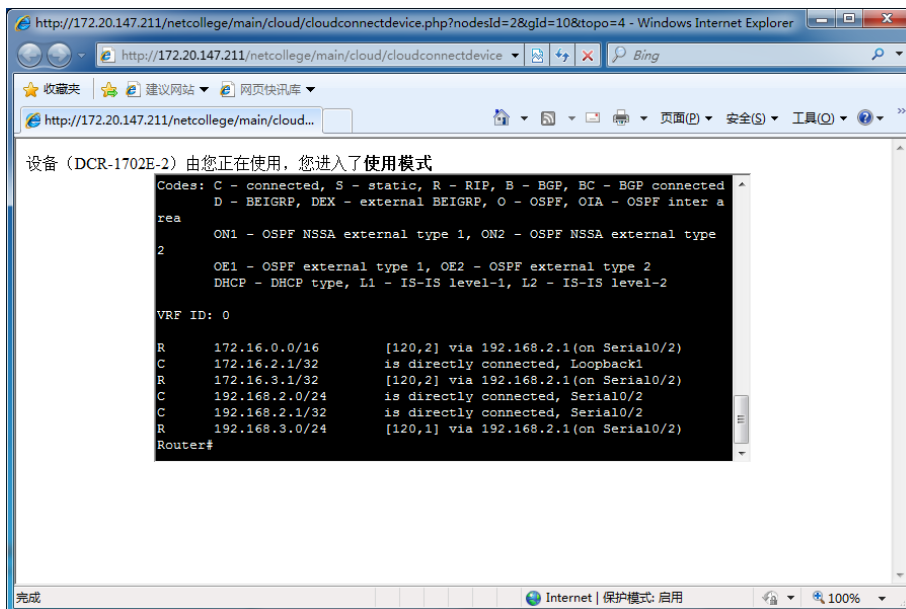 http://172.20.147.211/netcollege/main/cloud/cloudconnectdevice.php?nodesId=2&gId=10&topo=4 - Windows Internet Explorer
http://172.20.147.211/netcollege/main/cloud/cloudconnectdevice
Bing
收藏夹 建议网站 网页快讯库
http://172.20.147.211/netcollege/main/cloud... 页面(P) 安全(S) 工具(O) »
设备（DCR-1702E-2）由您正在使用，您进入了使用模式
Codes: C - connected, S - static, R - RIP, B - BGP, BC - BGP connected
D - BEIGRP, DEX - external BEIGRP, O - OSPF, OIA - OSPF inter a
rea
ON1 - OSPF NSSA external type 1, ON2 - OSPF NSSA external type
2
OE1 - OSPF external type 1, OE2 - OSPF external type 2
DHCP - DHCP type, L1 - IS-IS level-1, L2 - IS-IS level-2
VRF ID: 0
R 172.16.0.0/16 [120,2] via 192.168.2.1(on Serial0/2)
C 172.16.2.1/32 is directly connected, Loopback1
R 172.16.3.1/32 [120,2] via 192.168.2.1(on Serial0/2)
C 192.168.2.0/24 is directly connected, Serial0/2
C 192.168.2.1/32 is directly connected, Serial0/2
R 192.168.3.0/24 [120,1] via 192.168.2.1(on Serial0/2)
Router#
完成 Internet | 保护模式: 启用 100%